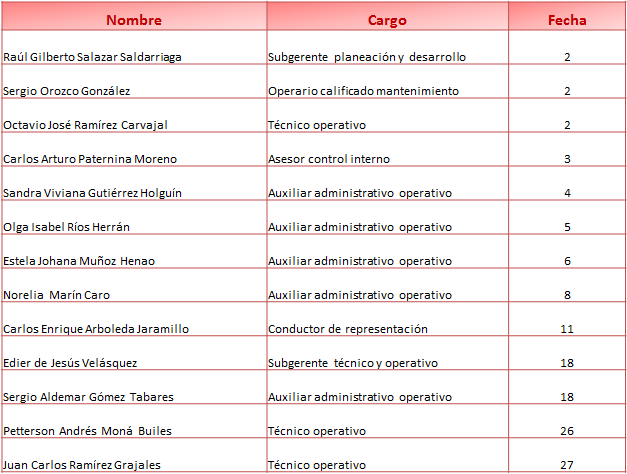 Nombre Cargo Fecha
Raúl Gilberto Salazar Saldarriaga Subgerente planeación y desarrollo 2
Sergio Orozco González Operario calificado mantenimiento 2
Octavio José Ramírez Carvajal Técnico operativo 2
Carlos Arturo Paternina Moreno Asesor control interno 3
Sandra Viviana Gutiérrez Holguín Auxiliar administrativo operativo 4
Olga Isabel Ríos Herrán Auxiliar administrativo operativo 5
Estela Johana Muñoz Henao Auxiliar administrativo operativo 6
Norelia Marín Caro Auxiliar administrativo operativo 8
Carlos Enrique Arboleda Jaramillo Conductor de representación 11
Edier de Jesús Velásquez Subgerente técnico y operativo 18
Sergio Aldemar Gómez Tabares Auxiliar administrativo operativo 18
Petterson Andrés Moná Builes Técnico operativo 26
Juan Carlos Ramírez Grajales Técnico operativo 27